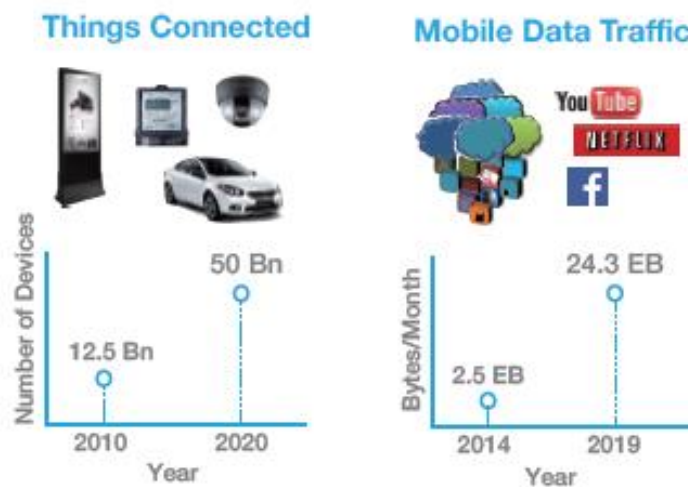 Things Connected
Number of Devices
12.5 Bn
50 Bn
2010
2020
Year
Mobile Data Traffic
You Tube
NETFLIX
f
Bytes/Month
2.5 EB
24.3 EB
2014
2019
Year